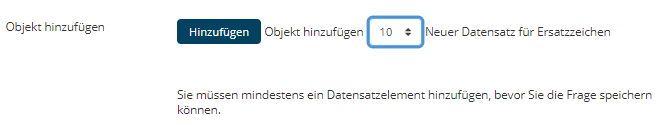 Objekt hinzufügen
Hinzufügen Objekt hinzufügen 10 Neuer Datensatz für Ersatzzeichen
Sie müssen mindestens ein Datensatzelement hinzufügen, bevor Sie die Frage speichern
können.